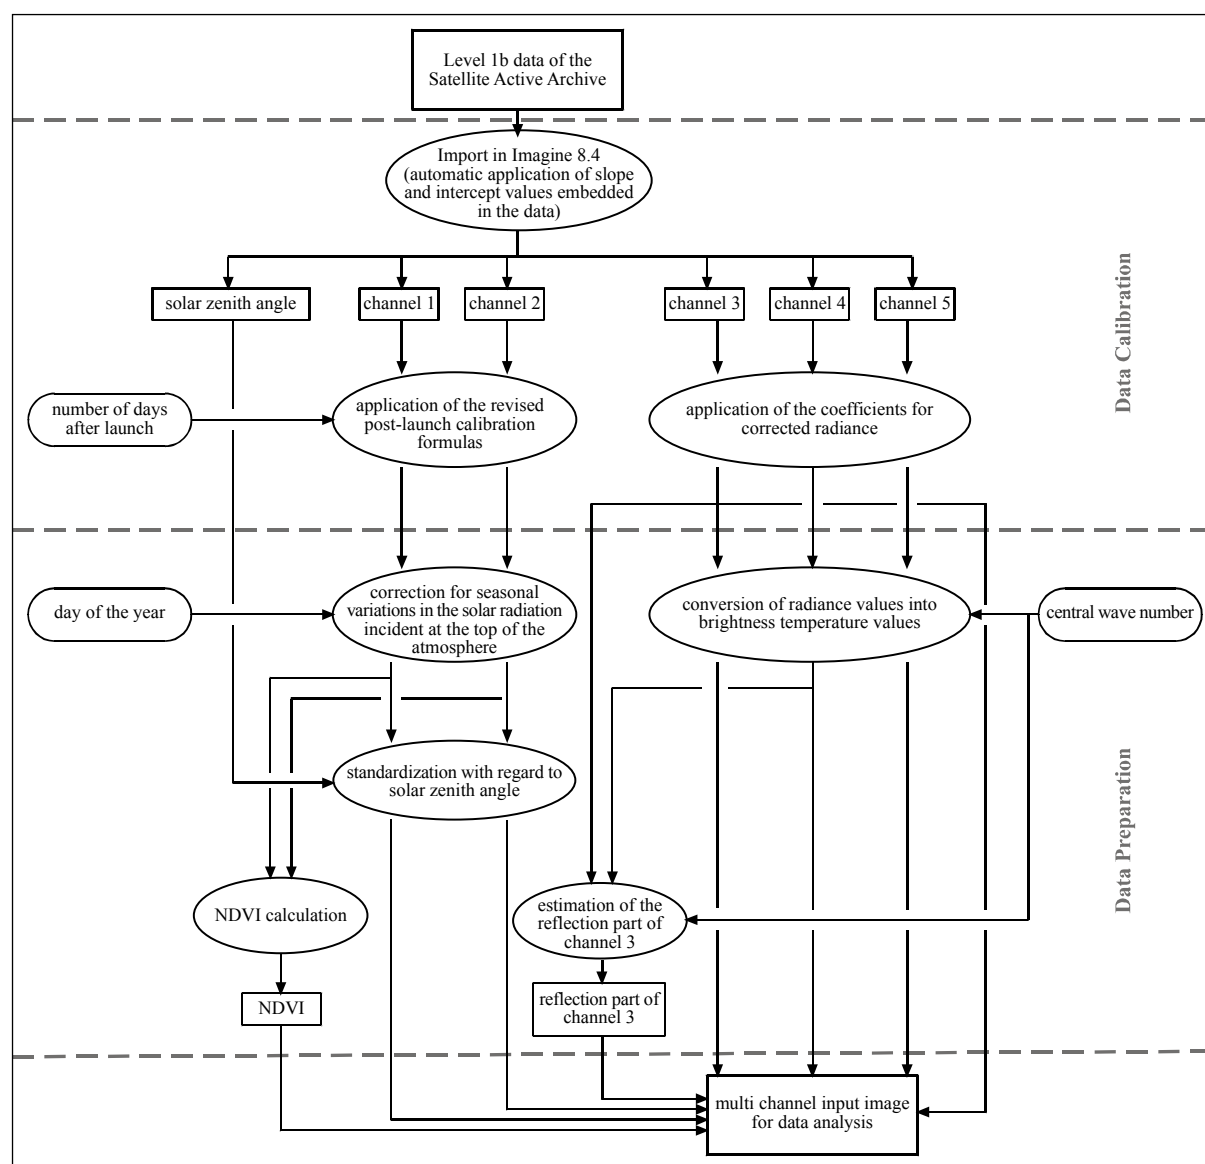 Level 1b data of the
Satellite Active Archive
Import in Imagine 8.4
(automatic application of slope
and intercept values embedded
in the data)
solar zenith angle
channel 1
channel 2
channel 3
channel 4
channel 5
Data Calibration
number of days
after launch
application of the revised
post-launch calibration
formulas
application of the coefficients for
corrected radiance
day of the year
correction for seasonal
variations in the solar radiation
incident at the top of the
atmosphere
conversion of radiance values into
brightness temperature values
central wave number
standardization with regard to
solar zenith angle
Data Preparation
NDVI calculation
estimation of the
reflection part of
channel 3
NDVI
reflection part of
channel 3
multi channel input image
for data analysis